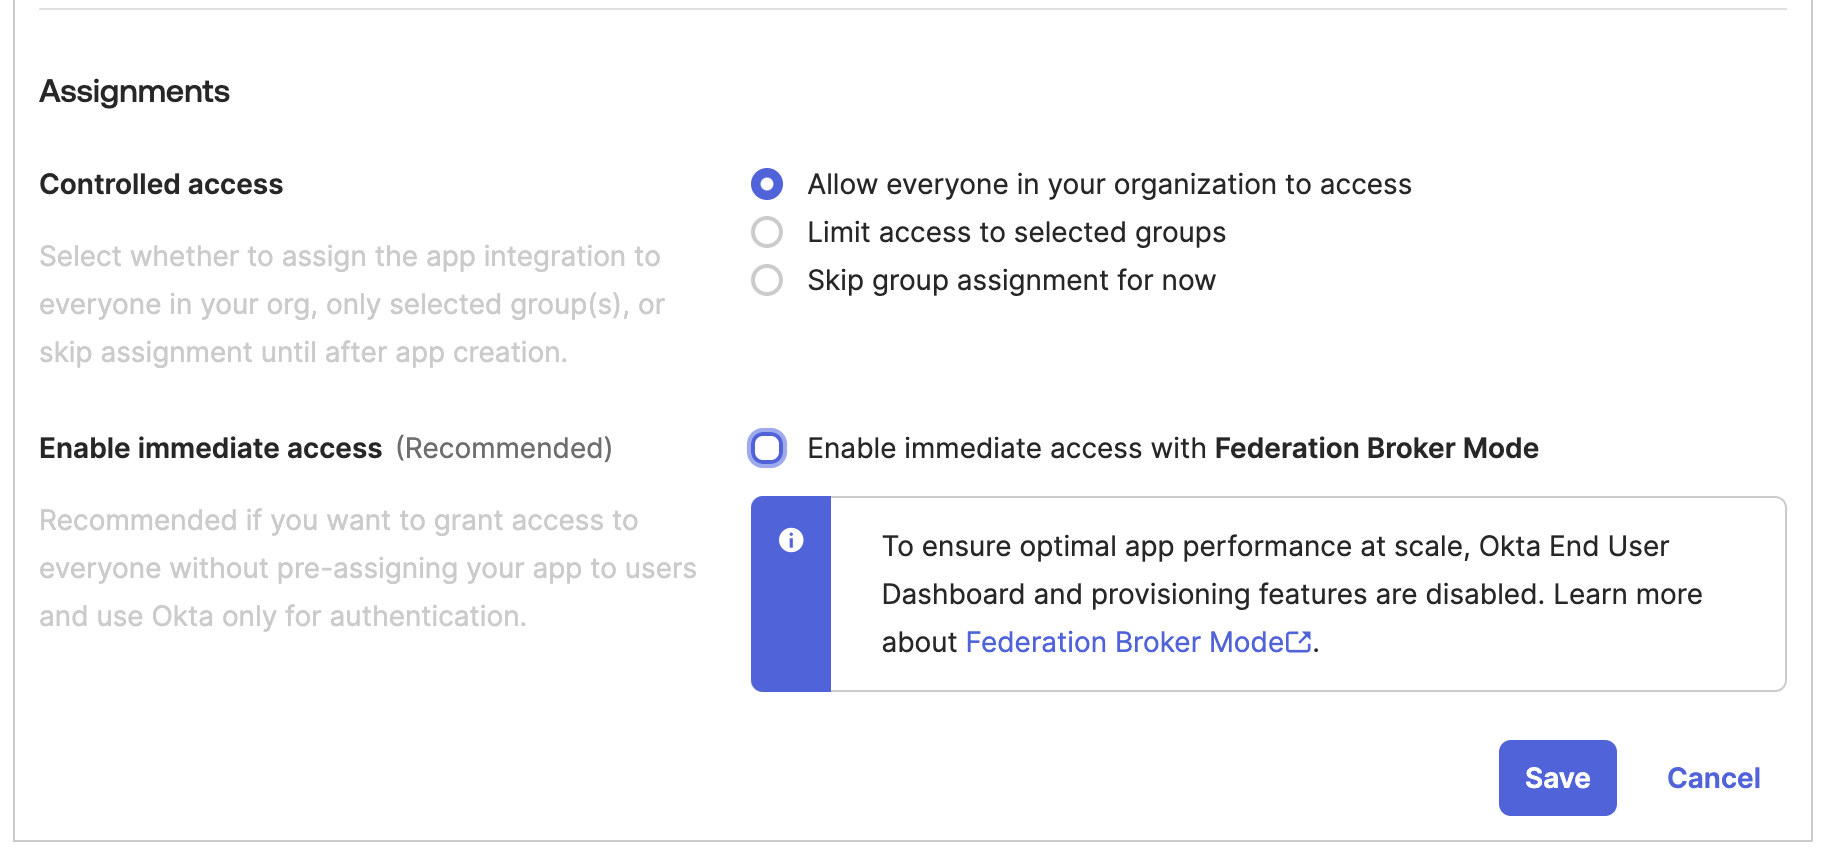 Assignments
Controlled access
Select whether to assign the app integration to
everyone in your org, only selected group(s), or
skip assignment until after app creation.
Allow everyone in your organization to access
Limit access to selected groups
Skip group assignment for now
Enable immediate access (Recommended)
Recommended if you want to grant access to
everyone without pre-assigning your app to users
and use Okta only for authentication.
Enable immediate access with Federation Broker Mode
To ensure optimal app performance at scale, Okta End User
Dashboard and provisioning features are disabled. Learn more
about Federation Broker Mode.
Save
Cancel